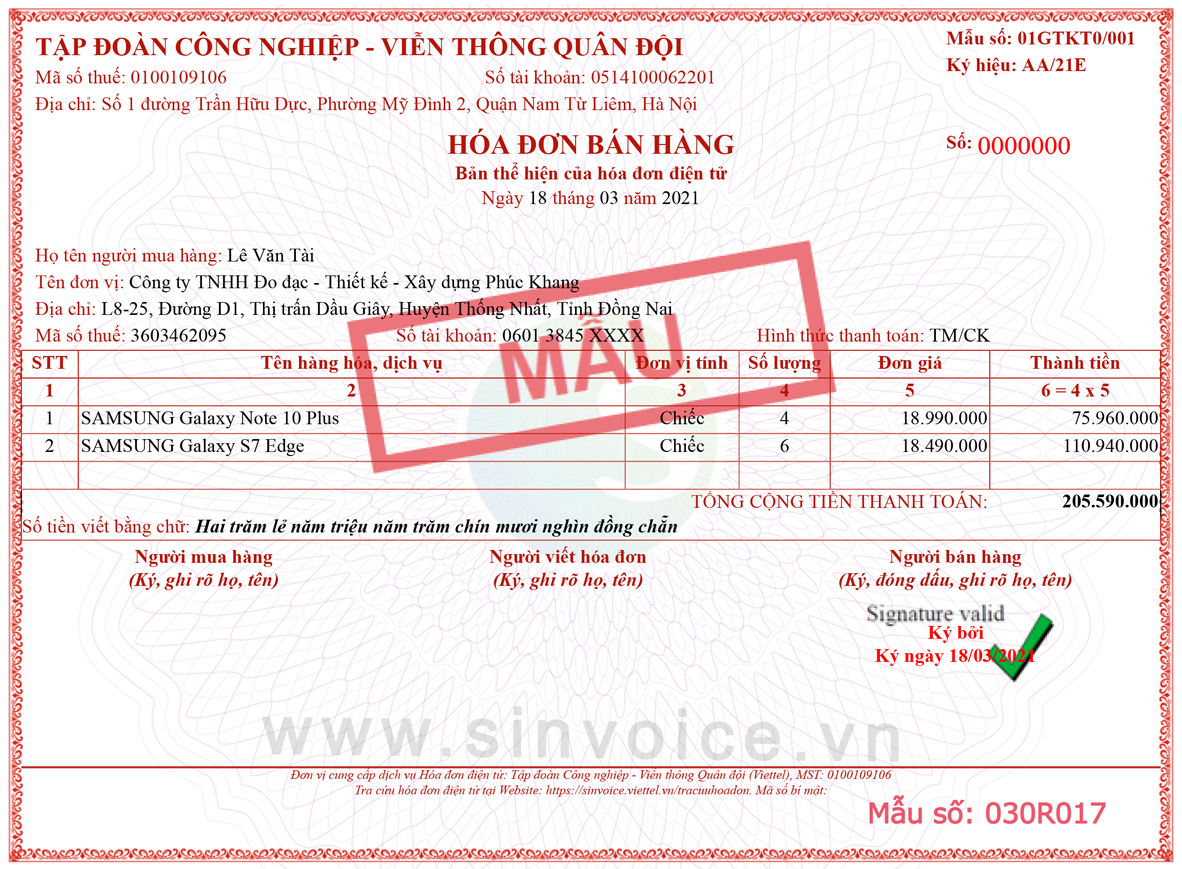 TẬP ĐOÀN CÔNG NGHIỆP - VIỄN THÔNG QUÂN ĐỘI
Mẫu số: 01GTKT0/001
Mã số thuế: 0100109106 Số tài khoản: 0514100062201
Ký hiệu: AA/21E
Địa chỉ: Số 1 đường Trần Hữu Dực, Phường Mỹ Đình 2, Quận Nam Từ Liêm, Hà Nội
HÓA ĐƠN BÁN HÀNG
Số: 0000000
Bản thể hiện của hóa đơn điện tử
Ngày 18 tháng 03 năm 2021
Họ tên người mua hàng: Lê Văn Tài
Tên đơn vị: Công ty TNHH Đo đạc - Thiết kế - Xây dựng Phúc Khang
Địa chỉ: L8-25, Đường D1, Thị trấn Dầu Giây, Huyện Thống Nhất, Tỉnh Đồng Nai
Mã số thuế: 3603462095 Số tài khoản: 0601 3845 XXXX Hình thức thanh toán: TM/CK
MẪU
STT Tên hàng hóa, dịch vụ Đơn vị tính Số lượng Đơn giá Thành tiền
1 2 3 4 5 6 = 4 x 5
1 SAMSUNG Galaxy Note 10 Plus Chiếc 4 18.990.000 75.960.000
2 SAMSUNG Galaxy S7 Edge Chiếc 6 18.490.000 110.940.000
TỔNG CỘNG TIỀN THANH TOÁN: 205.590.000
Số tiền viết bằng chữ: Hai trăm lẻ năm triệu năm trăm chín mươi nghìn đồng chẵn
Người mua hàng Người viết hóa đơn Người bán hàng
(Ký, ghi rõ họ, tên) (Ký, ghi rõ họ, tên) (Ký, đóng dấu, ghi rõ họ, tên)
Signature valid
Ký bởi
Ký ngày 18/03/2021
www.sinvoice.vn
Đơn vị cung cấp dịch vụ Hóa đơn điện tử: Tập đoàn Công nghiệp - Viễn thông Quân đội (Viettel), MST: 0100109106
Tra cứu hóa đơn điện tử tại Website: https://sinvoice.viettel.vn/tracuuhoadon. Mã số bí mật:
Mẫu số: 030R017